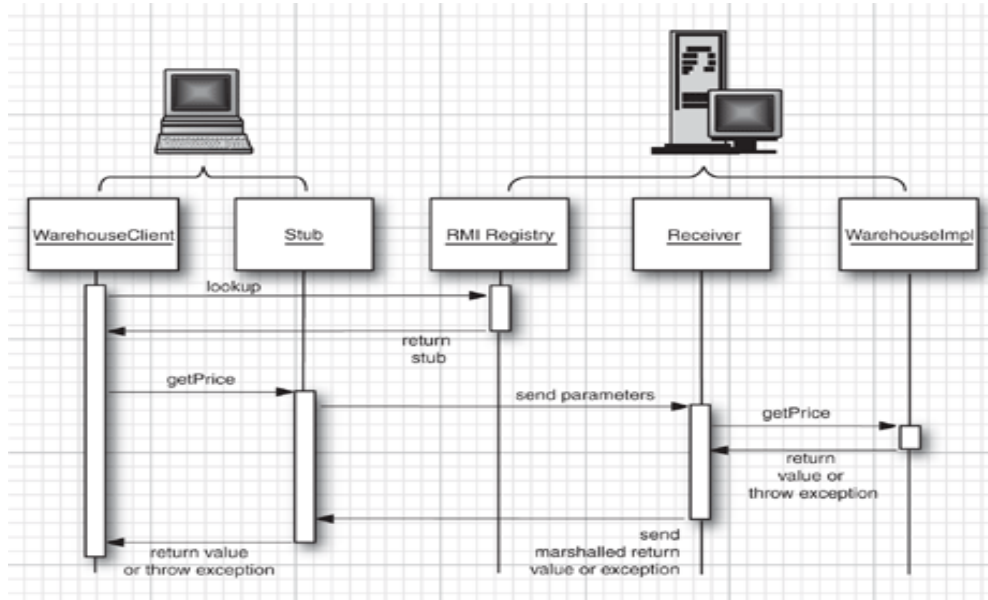 WarehouseClient
Stub
RMI Registry
Receiver
WarehouseImpl
lookup
return
stub
getPrice
send parameters
getPrice
return
value or
throw exception
send
marshalled return
value or exception
return value
or throw exception